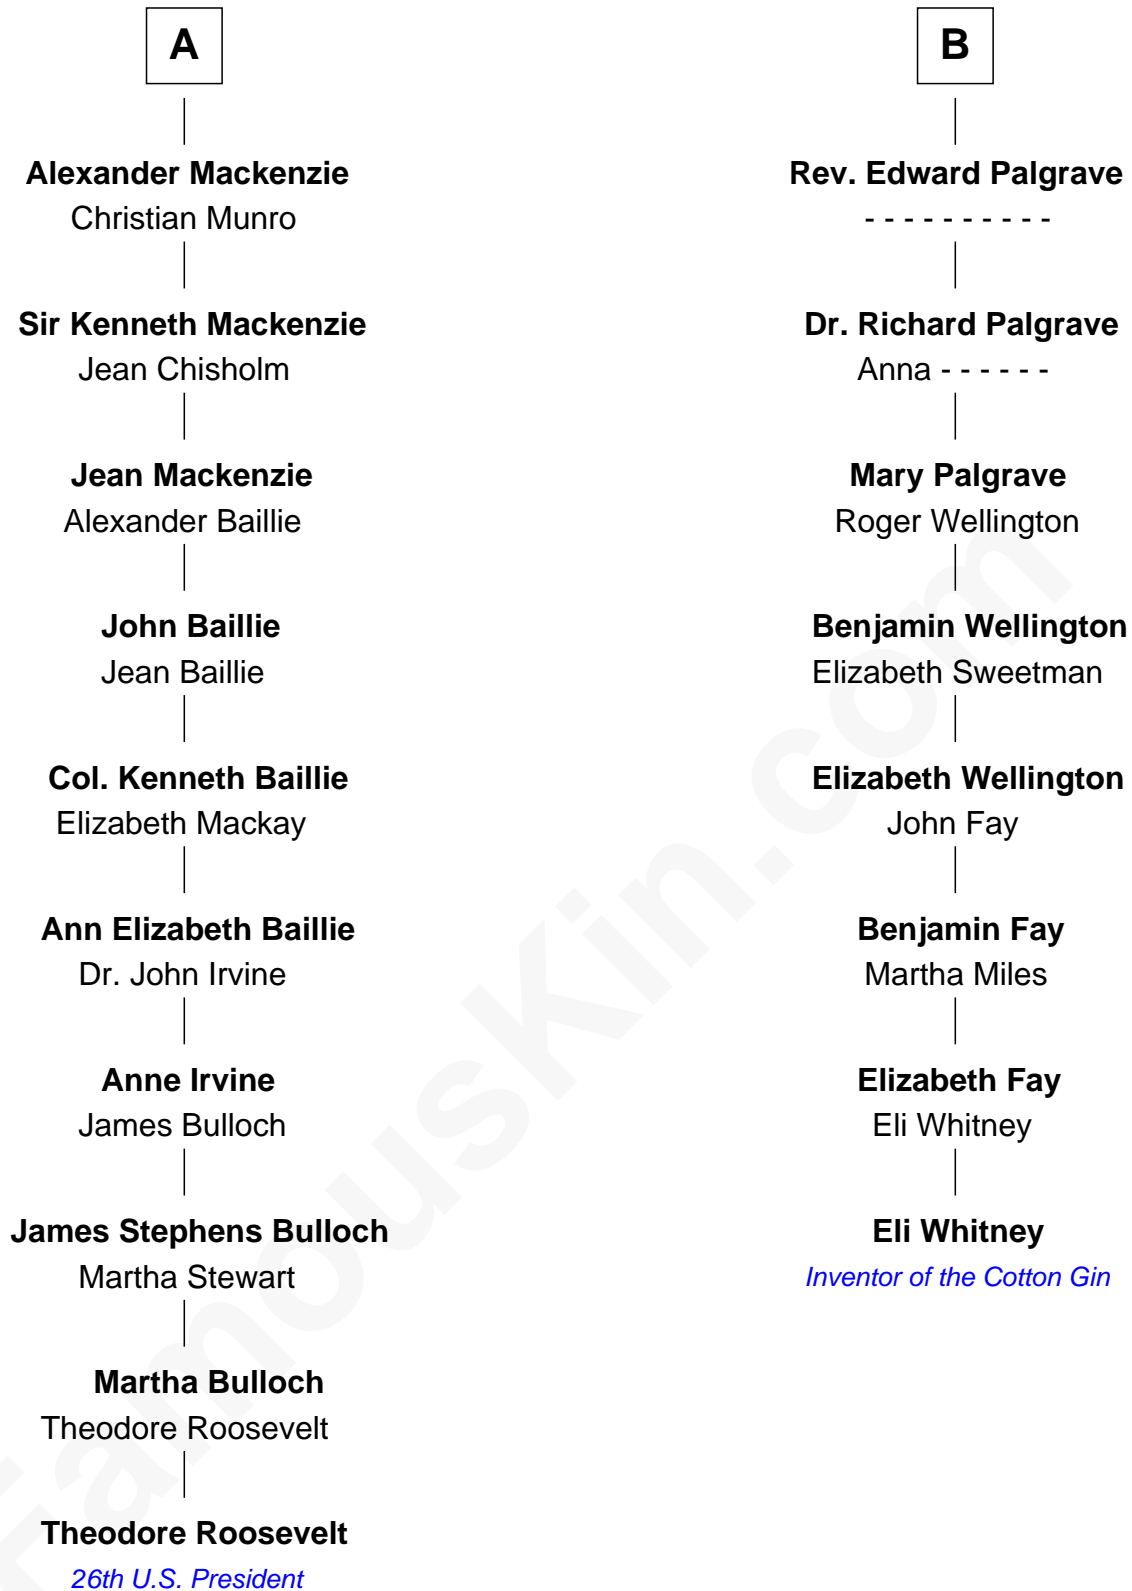 A
Alexander Mackenzie
Christian Munro
Sir Kenneth Mackenzie
Jean Chisholm
Jean Mackenzie
Alexander Baillie
John Baillie
Jean Baillie
Col. Kenneth Baillie
Elizabeth Mackay
Ann Elizabeth Baillie
Dr. John Irvine
Anne Irvine
James Bulloch
James Stephens Bulloch
Martha Stewart
Martha Bulloch
Theodore Roosevelt
Theodore Roosevelt
26th U.S. President
B
Rev. Edward Palgrave
- - - - - - - - - -
Dr. Richard Palgrave
Anna - - - - - -
Mary Palgrave
Roger Wellington
Benjamin Wellington
Elizabeth Sweetman
Elizabeth Wellington
John Fay
Benjamin Fay
Martha Miles
Elizabeth Fay
Eli Whitney
Eli Whitney
Inventor of the Cotton Gin
FamousKin.com